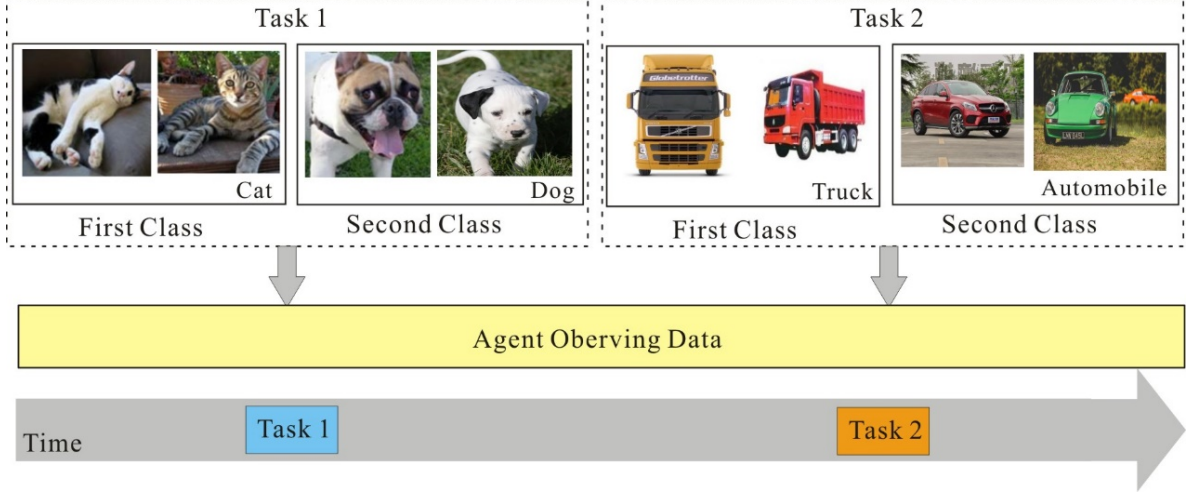 Task 1
Task 2
Cat
Dog
First Class
Second Class
Globetrotter
Truck
Automobile
First Class
Second Class
Agent Oberving Data
Time
Task 1
Task 2